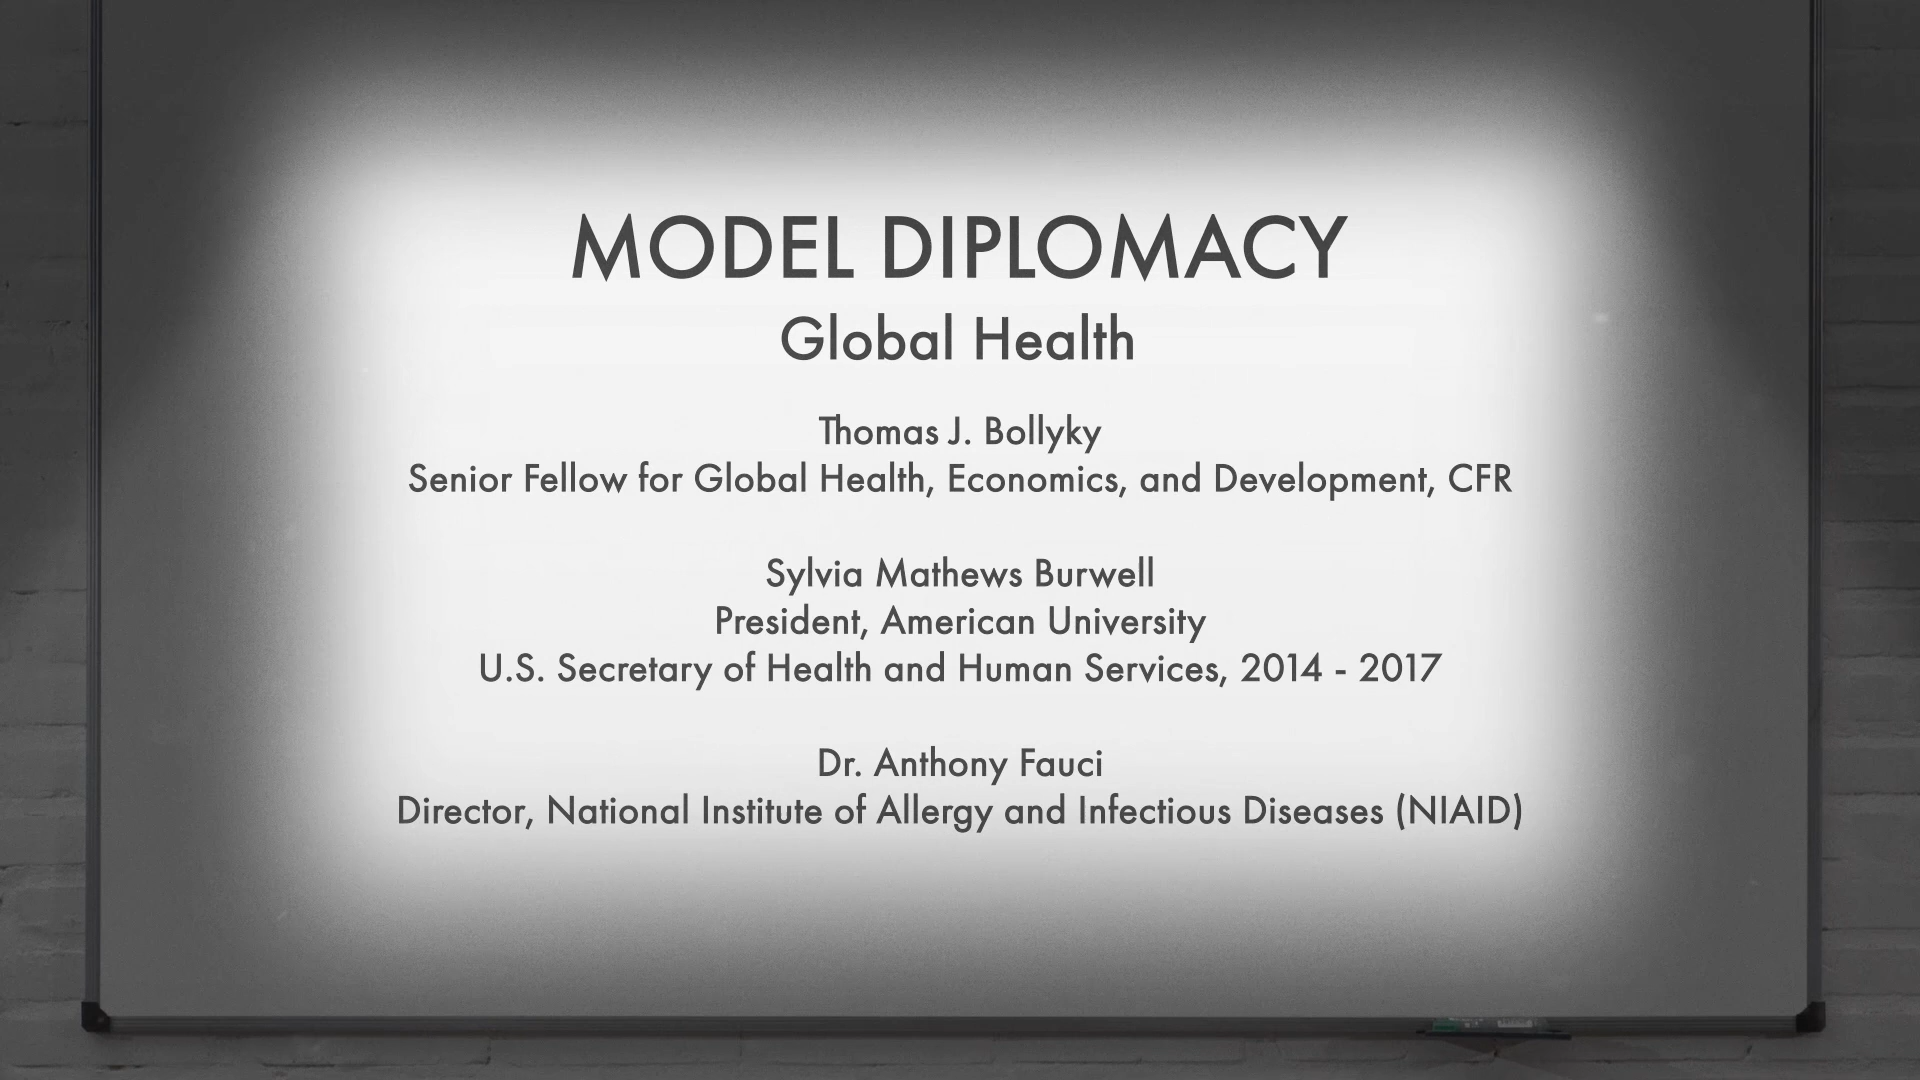 MODEL DIPLOMACY
Global Health
Thomas J. Bollyky
Senior Fellow for Global Health, Economics, and Development, CFR
Sylvia Mathews Burwell
President, American University
U.S. Secretary of Health and Human Services, 2014 - 2017
Dr. Anthony Fauci
Director, National Institute of Allergy and Infectious Diseases (NIAID)